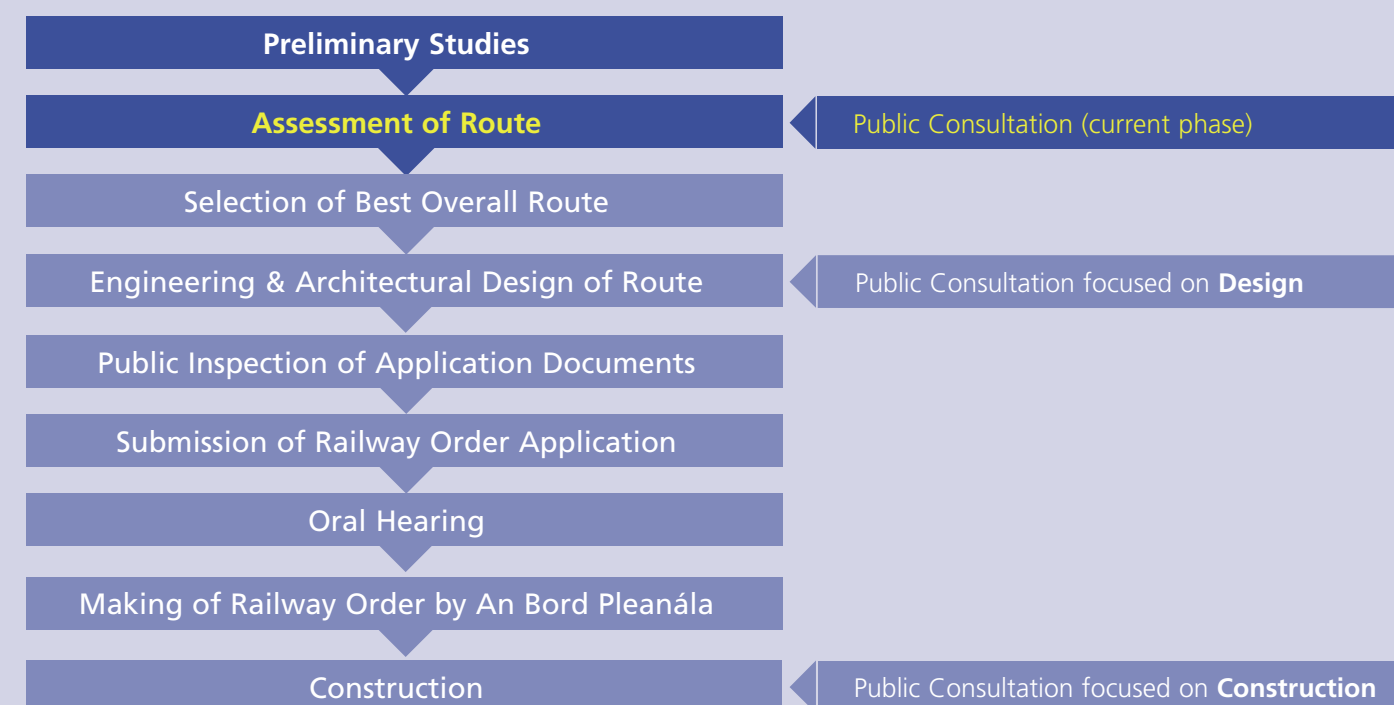 Preliminary Studies
Assessment of Route
Public Consultation (current phase)
Selection of Best Overall Route
Engineering & Architectural Design of Route
Public Consultation focused on Design
Public Inspection of Application Documents
Submission of Railway Order Application
Oral Hearing
Making of Railway Order by An Bord Pleanála
Construction
Public Consultation focused on Construction